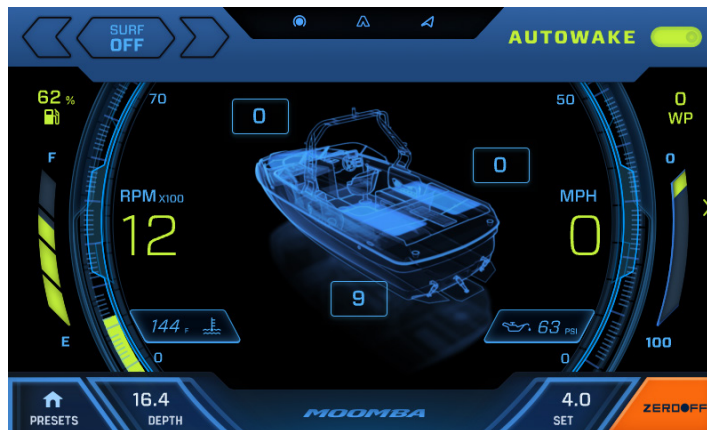 SURF
OFF
AUTOWAKE
62 %
70
50
0
WP
0
0
F
0
RPM X100
12
MPH
0
9
144 F
63 PSI
E
0
0
100
16.4
DEPTH
4.0
SET
PRESETS
MOOMBA
ZEROOFF